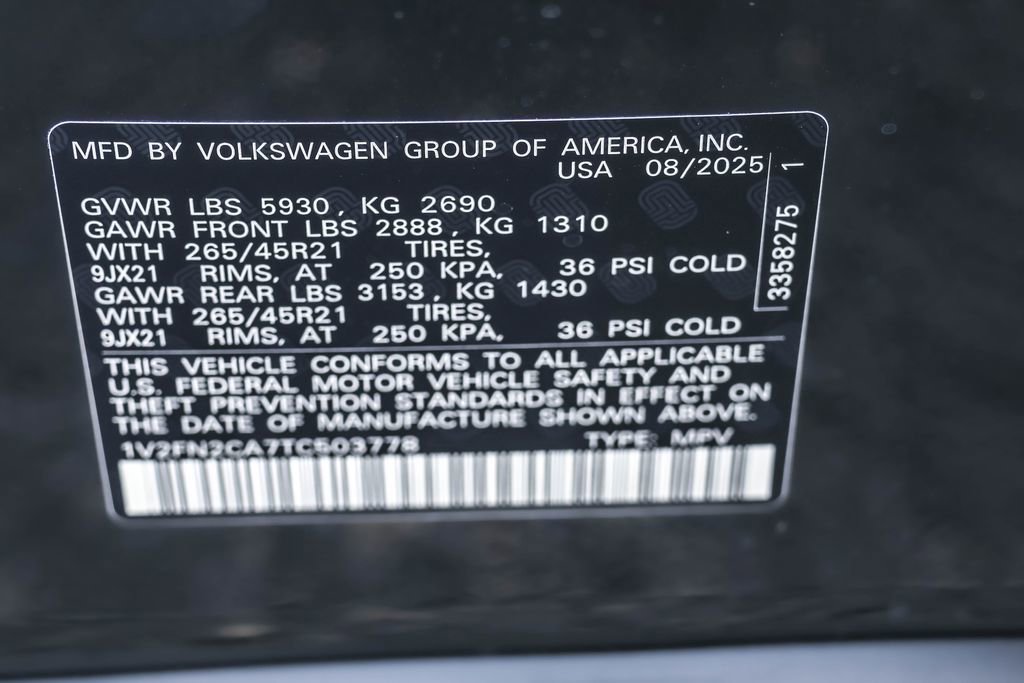 MFD BY VOLKSWAGEN GROUP OF AMERICA, INC.
USA 08/2025
GVWR LBS 5930, KG 2690
GAWR FRONT LBS 2888, KG 1310
WITH 265/45R21 TIRES,
9JX21 RIMS, AT 250 KPA, 36 PSI COLD
GAWR REAR LBS 3153, KG 1430
WITH 265/45R21 TIRES,
9JX21 RIMS, AT 250 KPA, 36 PSI COLD
THIS VEHICLE CONFORMS TO ALL APPLICABLE
U.S. FEDERAL MOTOR VEHICLE SAFETY AND
THEFT PREVENTION STANDARDS IN EFFECT ON
THE DATE OF MANUFACTURE SHOWN ABOVE.
1V2FN2CA7TC503778 TYPE: MPV
3358275 1